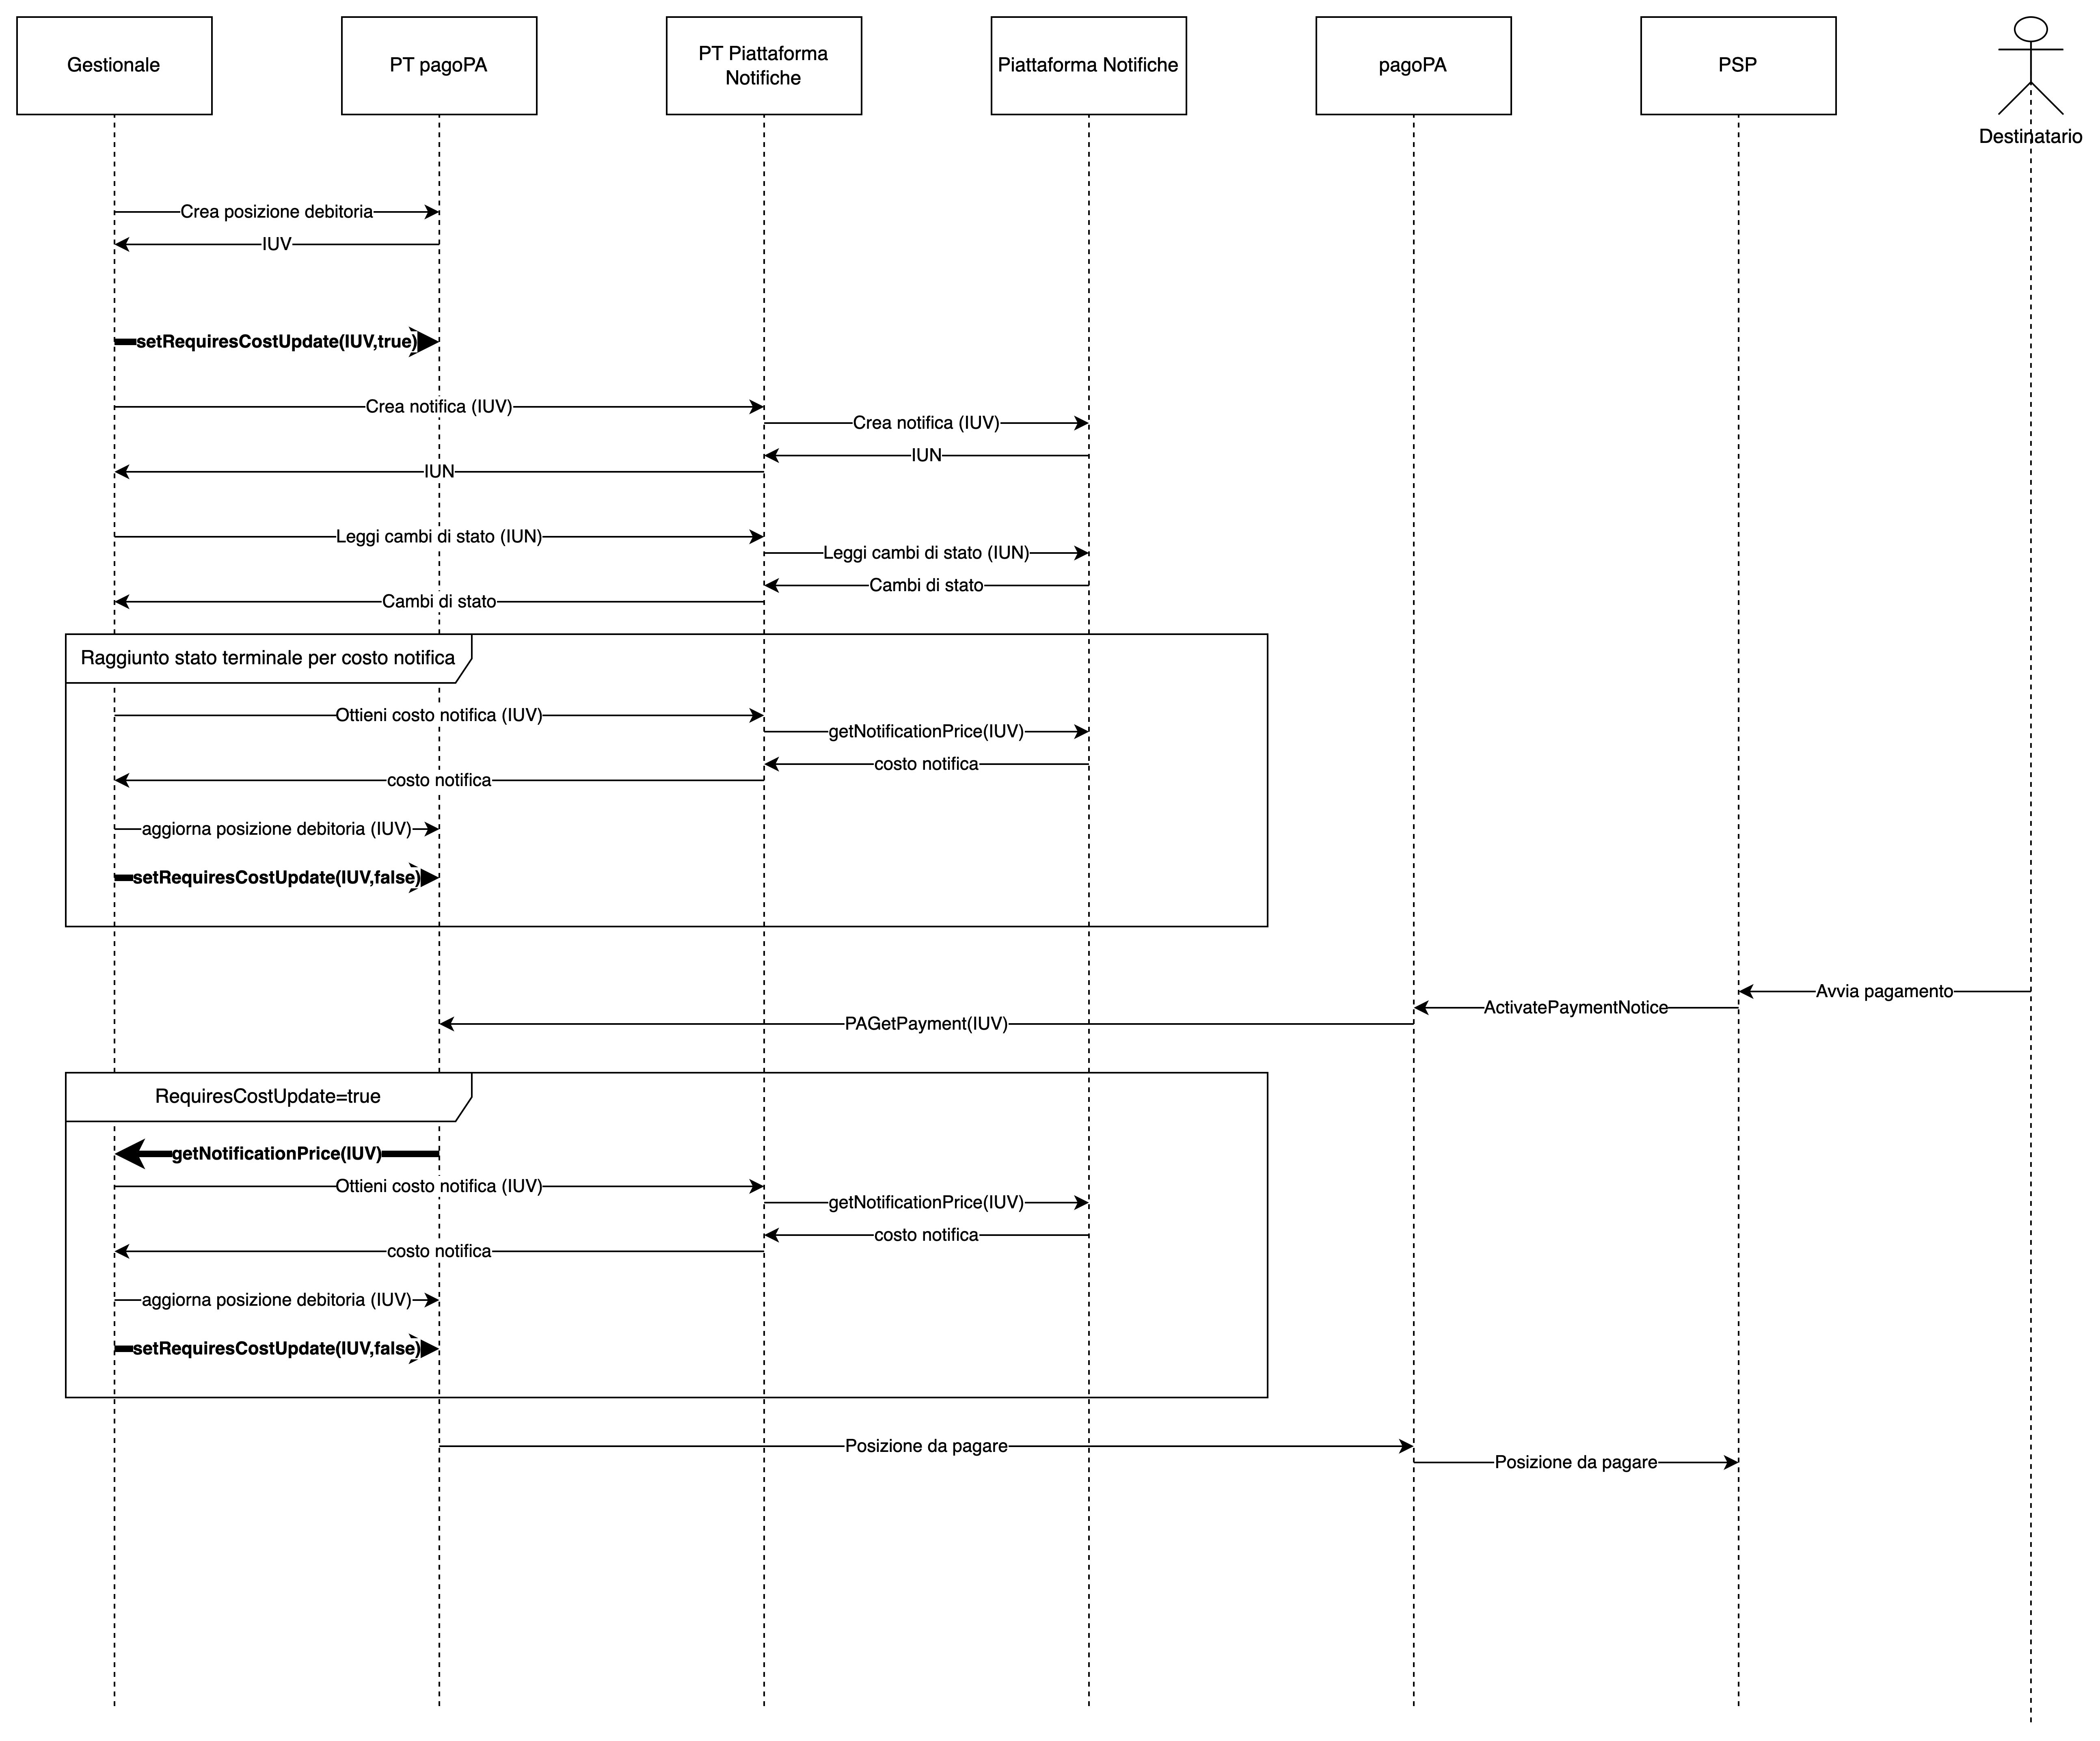 Gestionale
PT pagoPA
PT Piattaforma
Notifiche
Piattaforma Notifiche
pagoPA
PSP
Destinatario
Crea posizione debitoria
IUV
setRequiresCostUpdate(IUV,true)
Crea notifica (IUV)
Crea notifica (IUV)
IUN
IUN
Leggi cambi di stato (IUN)
Leggi cambi di stato (IUN)
Cambi di stato
Cambi di stato
Raggiunto stato terminale per costo notifica
Ottieni costo notifica (IUV)
getNotificationPrice(IUV)
costo notifica
costo notifica
aggiorna posizione debitoria (IUV)
setRequiresCostUpdate(IUV,false)
Avvia pagamento
ActivatePaymentNotice
PAGetPayment(IUV)
RequiresCostUpdate=true
getNotificationPrice(IUV)
Ottieni costo notifica (IUV)
getNotificationPrice(IUV)
costo notifica
costo notifica
aggiorna posizione debitoria (IUV)
setRequiresCostUpdate(IUV,false)
Posizione da pagare
Posizione da pagare